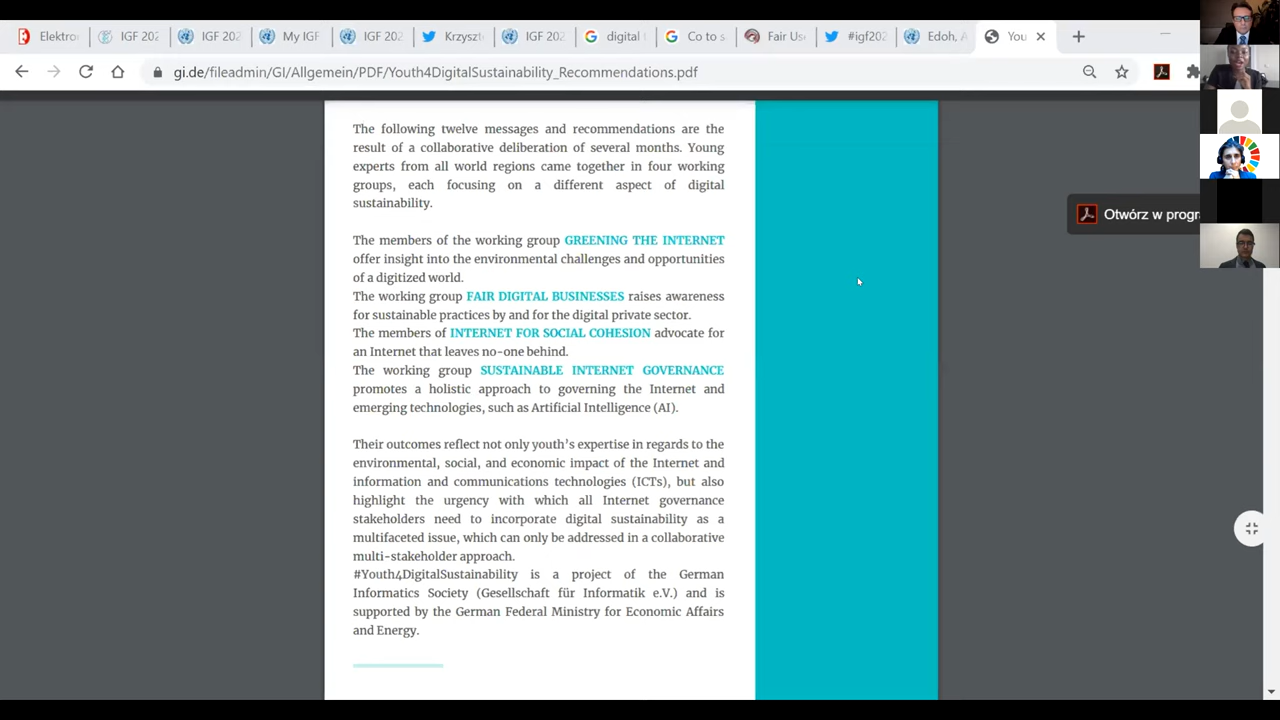 Elektro
IGF 202
IGF 202
My IGF
IGF 202
Krzyszt
IGF 202
digital f
Co to s
Fair Use
#igf202
Edoh, A
You
gi.de/fileadmin/GI/Allgemein/PDF/Youth4DigitalSustainability_Recommendations.pdf
The following twelve messages and recommendations are the
result of a collaborative deliberation of several months. Young
experts from all world regions came together in four working
groups, each focusing on a different aspect of digital
sustainability.
Otwórz w progra
The members of the working group GREENING THE INTERNET
offer insight into the environmental challenges and opportunities
of a digitized world.
The working group FAIR DIGITAL BUSINESSES raises awareness
for sustainable practices by and for the digital private sector.
The members of INTERNET FOR SOCIAL COHESION advocate for
an Internet that leaves no-one behind.
The working group SUSTAINABLE INTERNET GOVERNANCE
promotes a holistic approach to governing the Internet and
emerging technologies, such as Artificial Intelligence (AI).
Their outcomes reflect not only youth's expertise in regards to the
environmental, social, and economic impact of the Internet and
information and communications technologies (ICTs), but also
highlight the urgency with which all Internet governance
stakeholders need to incorporate digital sustainability as a
multifaceted issue, which can only be addressed in a collaborative
multi-stakeholder approach.
#Youth4DigitalSustainability is a project of the German
Informatics Society (Gesellschaft für Informatik e.V.) and is
supported by the German Federal Ministry for Economic Affairs
and Energy.